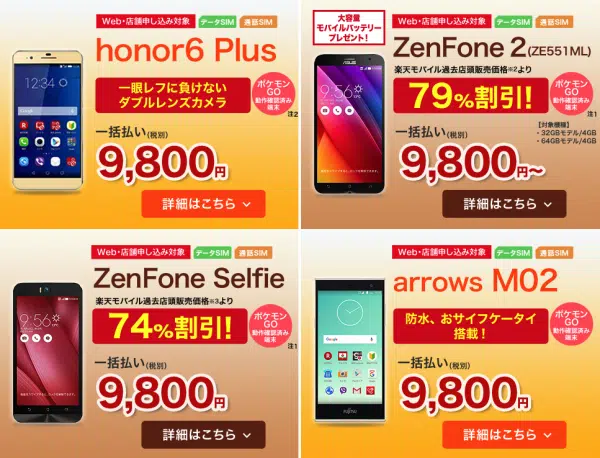 Web・店舗申し込み対象 データSIM 通話SIM
honor6 Plus
一眼レフに負けない
ダブルレンズカメラ
ポケモン
GO
動作確認済み
端末
注2
一括払い(税別)
9,800円
詳細はこちら
大容量
モバイルバッテリー
プレゼント!
Web・店舗申し込み対象 データSIM 通話SIM
ZenFone 2 (ZE551ML)
楽天モバイル過去店頭販売価格※2より
79%割引!
ポケモン
GO
動作確認済み
端末
注1
一括払い(税別)
【対象機種】
・32GBモデル/4GB
・64GBモデル/4GB
9,800円~
詳細はこちら
Web・店舗申し込み対象 データSIM 通話SIM
ZenFone Selfie
楽天モバイル過去店頭販売価格※3より
74%割引!
ポケモン
GO
動作確認済み
端末
注1
一括払い(税別)
9,800円
9:56
詳細はこちら
Web・店舗申し込み対象 データSIM 通話SIM
arrows M02
防水、おサイフケータイ
搭載!
ポケモン
GO
動作確認済み
端末
一括払い(税別)
9,800円
FUJITSU
詳細はこちら